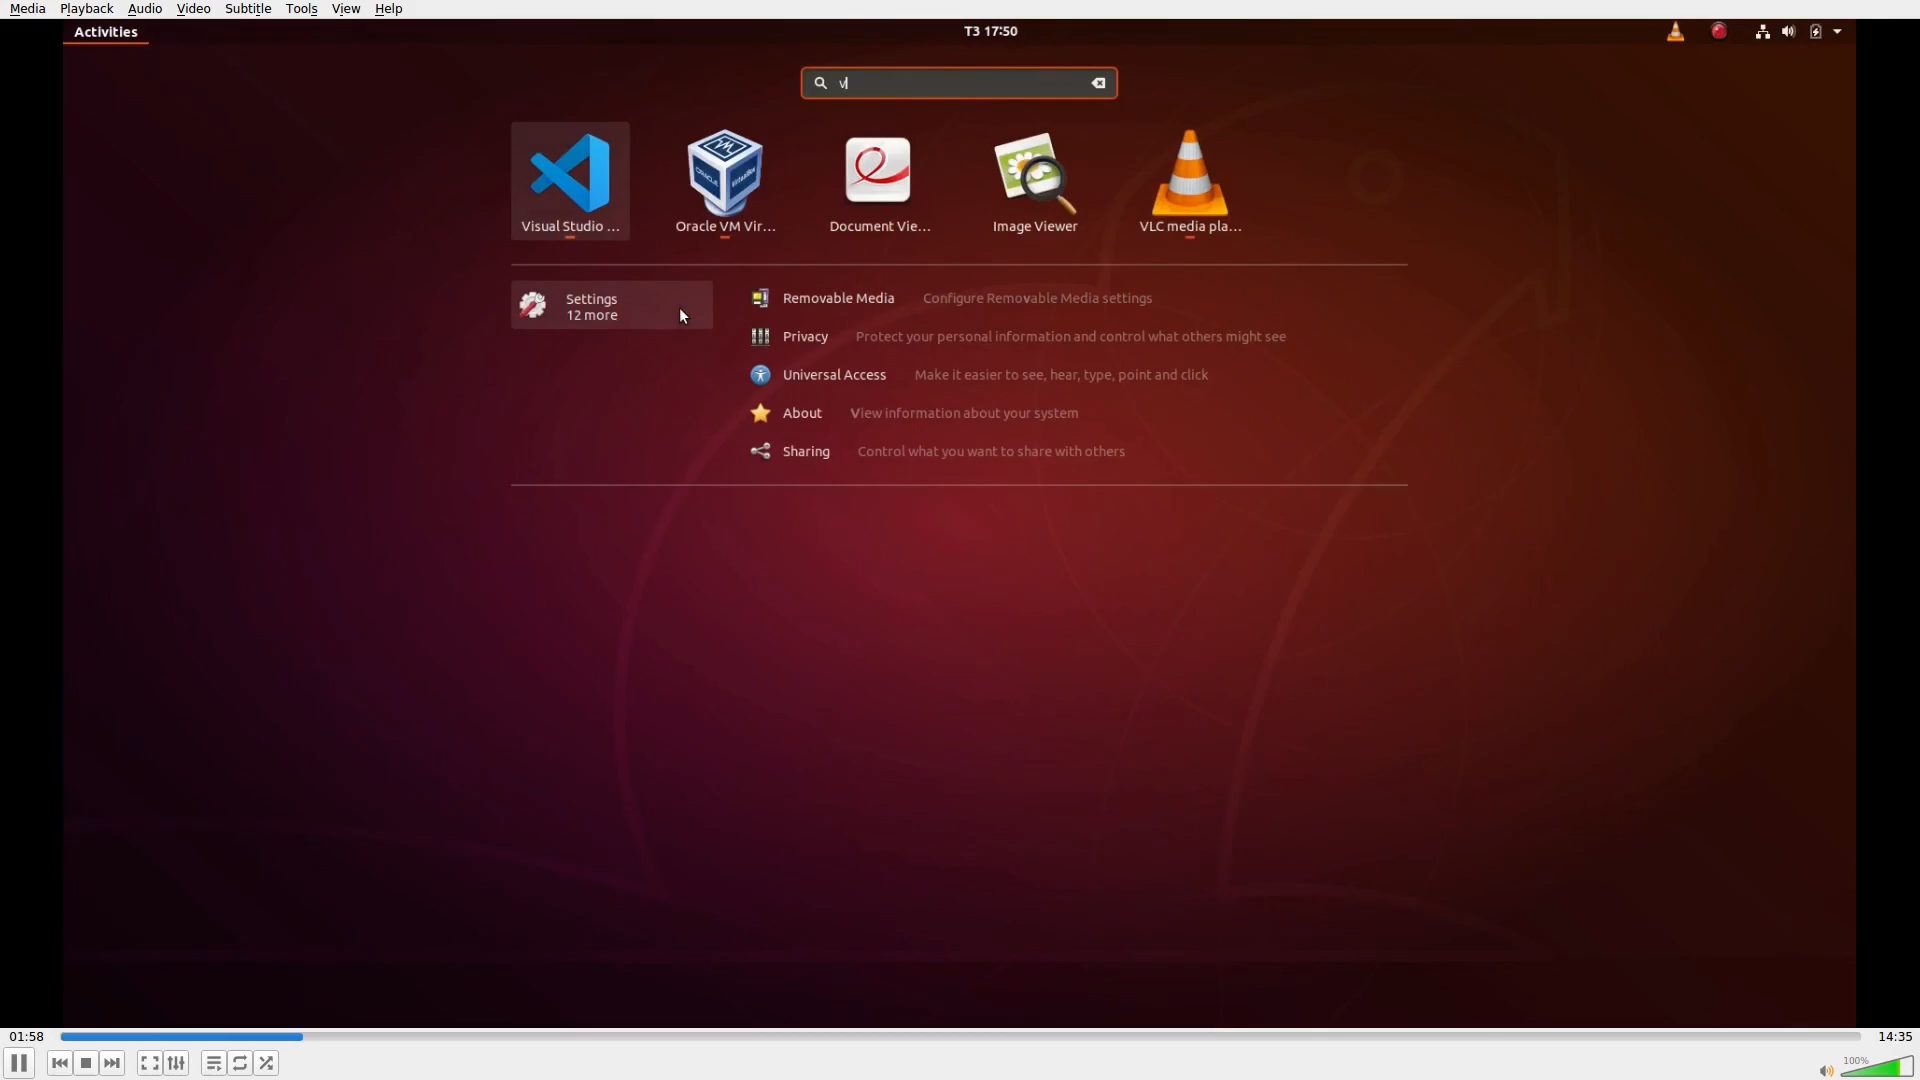 Media Playback Audio Video Subtitle Tools View Help
Activities
T3 17:50
v
Visual Studio ...
Oracle VM Vir...
Document Vie...
Image Viewer
VLC media pla...
Settings
12 more
Removable Media Configure Removable Media settings
Privacy Protect your personal information and control what others might see
Universal Access Make it easier to see, hear, type, point and click
About View information about your system
Sharing Control what you want to share with others
01:58
14:35
100%